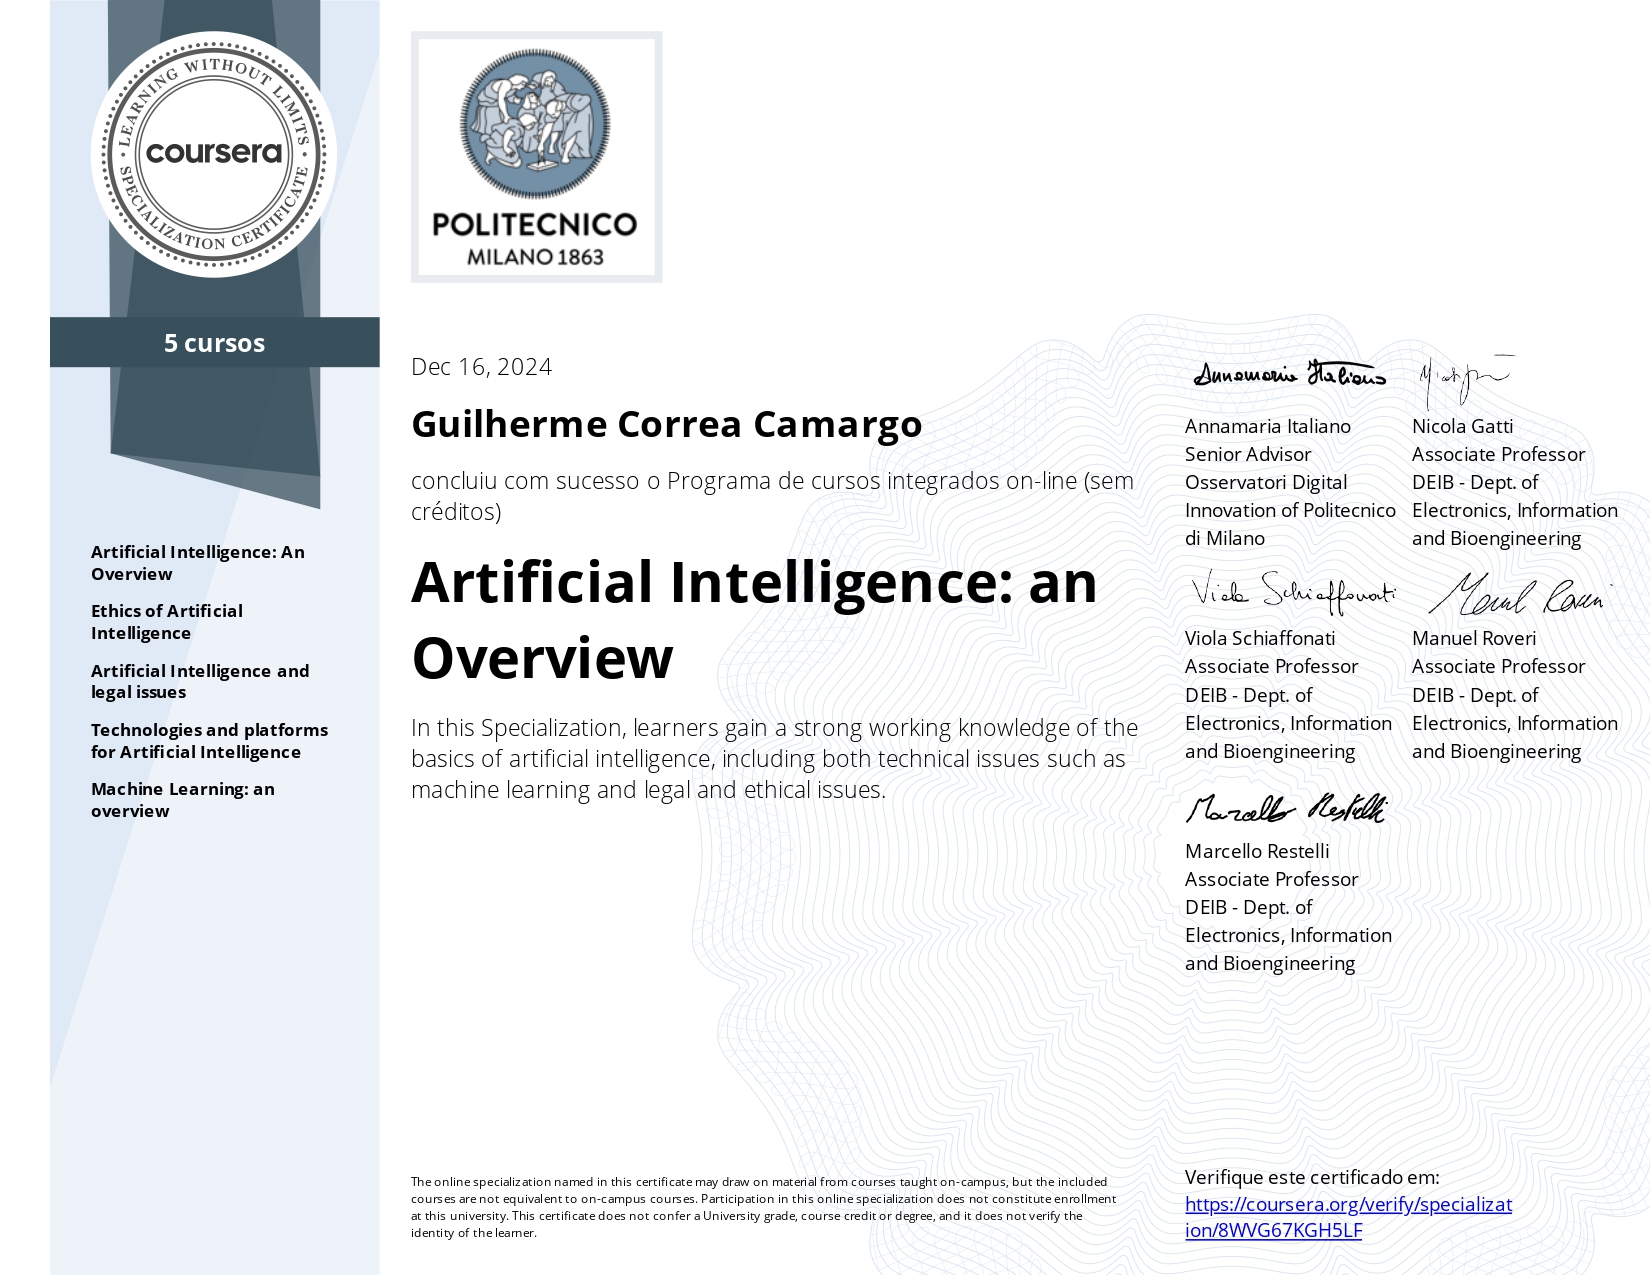 LEARNING WITHOUT LIMITS
coursera
SPECIALIZATION CERTIFICATE
5 cursos
Artificial Intelligence: An
Overview
Ethics of Artificial
Intelligence
Artificial Intelligence and
legal issues
Technologies and platforms
for Artificial Intelligence
Machine Learning: an
overview
POLITECNICO
MILANO 1863
Dec 16, 2024
Guilherme Correa Camargo
concluiu com sucesso o Programa de cursos integrados on-line (sem
créditos)
Artificial Intelligence: an
Overview
In this Specialization, learners gain a strong working knowledge of the
basics of artificial intelligence, including both technical issues such as
machine learning and legal and ethical issues.
Annamaria Italiano
Annamaria Italiano
Senior Advisor
Osservatori Digital
Innovation of Politecnico
di Milano
Nicola Gatti
Associate Professor
DEIB - Dept. of
Electronics, Information
and Bioengineering
Viola Schiaffonati
Viola Schiaffonati
Associate Professor
DEIB - Dept. of
Electronics, Information
and Bioengineering
Manuel Roveri
Manuel Roveri
Associate Professor
DEIB - Dept. of
Electronics, Information
and Bioengineering
Marcello Restelli
Marcello Restelli
Associate Professor
DEIB - Dept. of
Electronics, Information
and Bioengineering
The online specialization named in this certificate may draw on material from courses taught on-campus, but the included
courses are not equivalent to on-campus courses. Participation in this online specialization does not constitute enrollment
at this university. This certificate does not confer a University grade, course credit or degree, and it does not verify the
identity of the learner.
Verifique este certificado em:
https://coursera.org/verify/specializat
ion/8WVG67KGH5LF